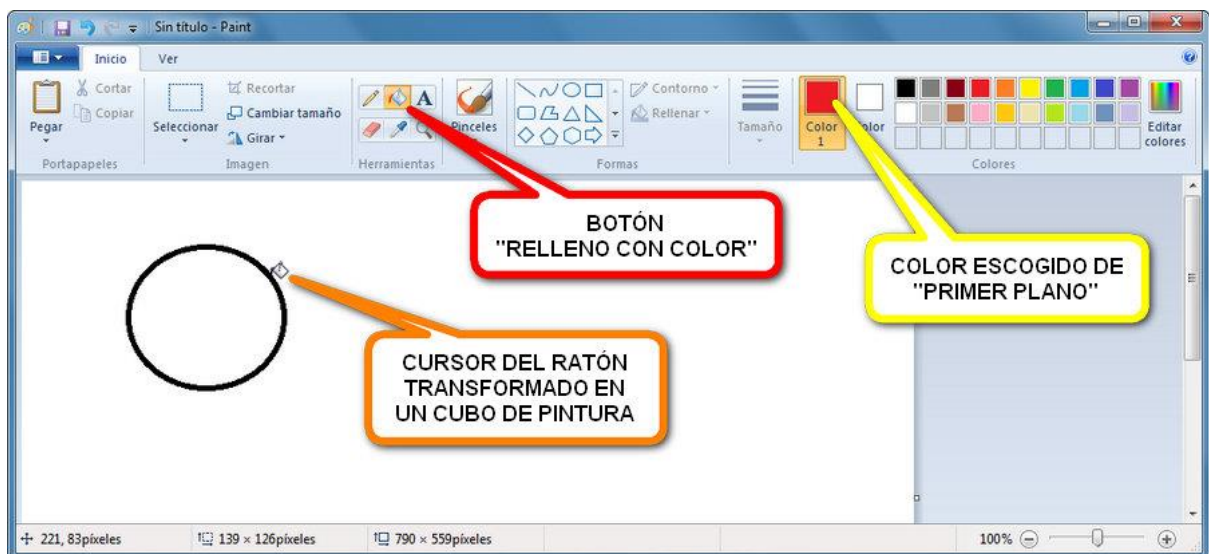 Sin título - Paint
Inicio Ver
Cortar
Copiar
Pegar
Portapapeles
Seleccionar
Recortar
Cambiar tamaño
Girar
Imagen
A
Herramientas
Pinceles
Contorno
Rellenar
Formas
Tamaño
Color
1
Editar
colores
Colores
BOTÓN
"RELLENO CON COLOR"
COLOR ESCOGIDO DE
"PRIMER PLANO"
CURSOR DEL RATÓN
TRANSFORMADO EN
UN CUBO DE PINTURA
221, 83píxeles 139 × 126píxeles 790 × 559píxeles 100%